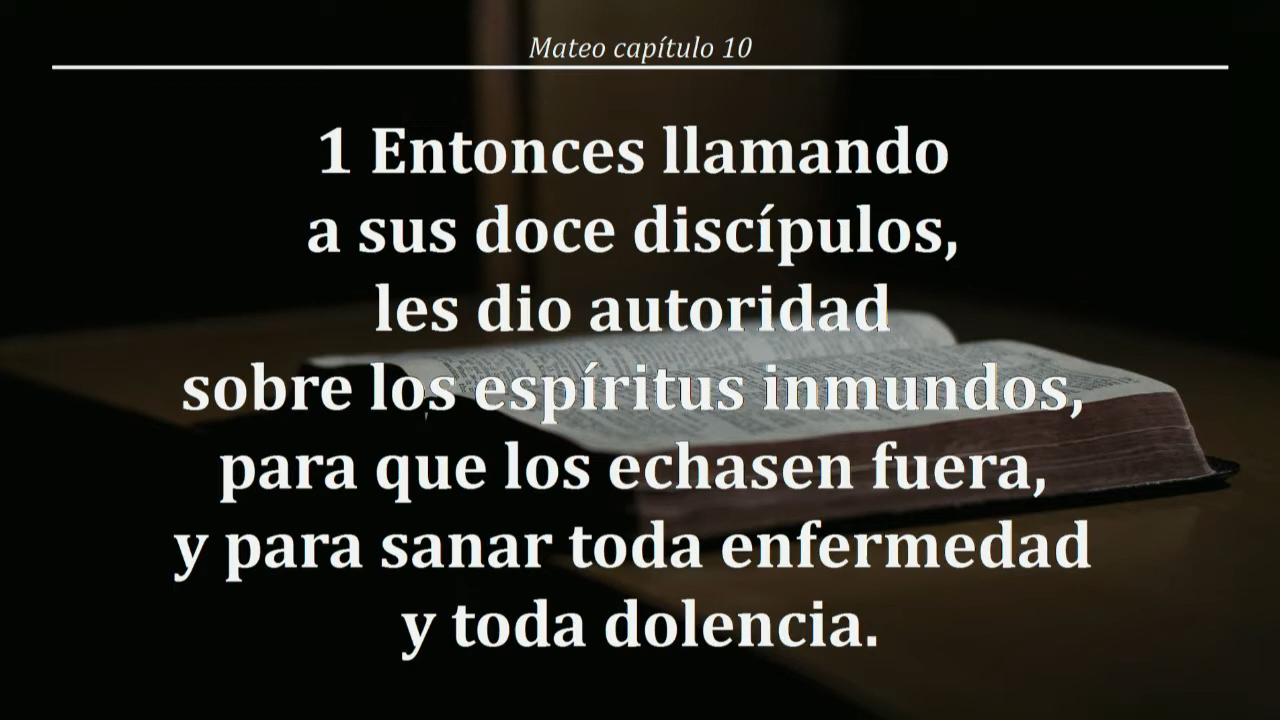 Mateo capítulo 10
1 Entonces llamando
a sus doce discípulos,
les dio autoridad
sobre los espíritus inmundos,
para que los echasen fuera,
y para sanar toda enfermedad
y toda dolencia.